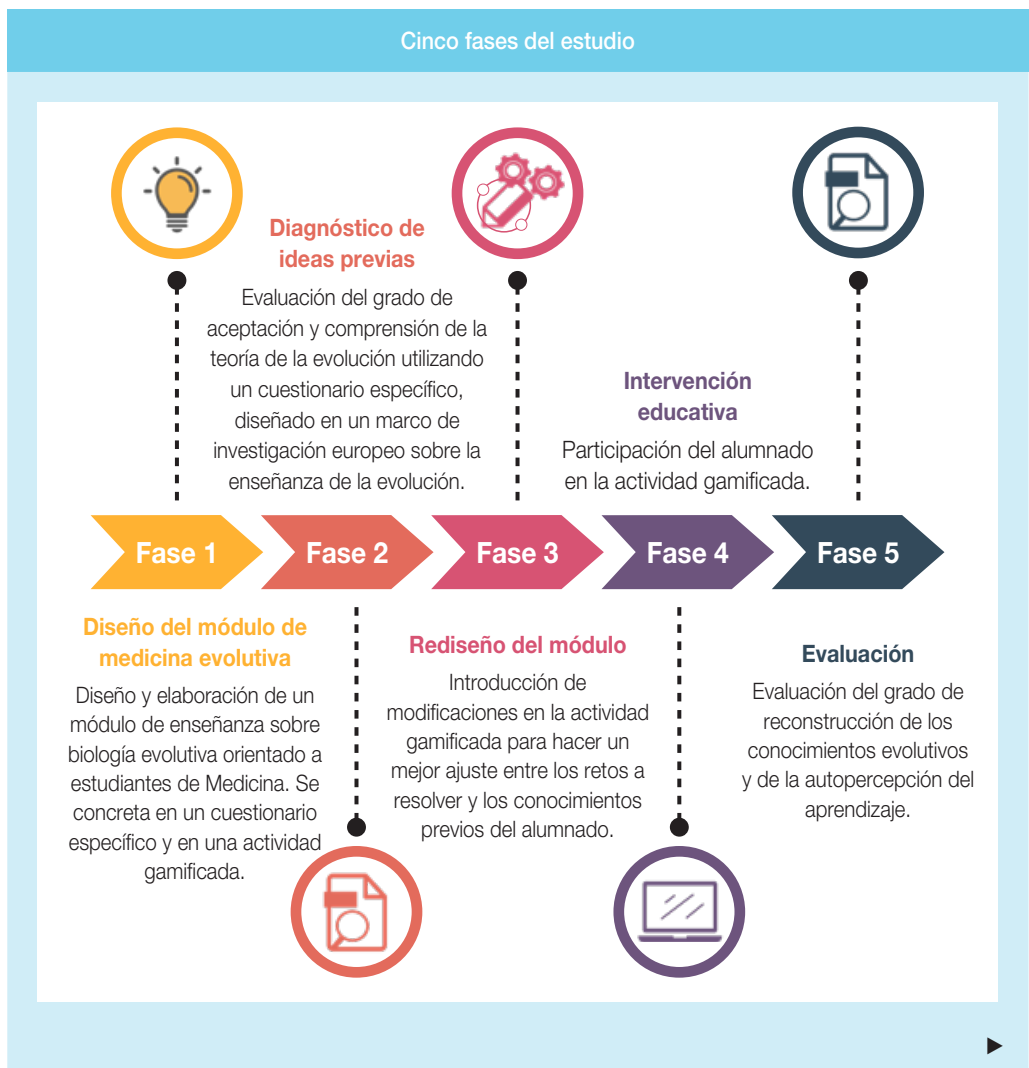 Cinco fases del estudio
Diagnóstico de
ideas previas
Evaluación del grado de
aceptación y comprensión de la
teoría de la evolución utilizando
un cuestionario específico,
diseñado en un marco de
investigación europeo sobre la
enseñanza de la evolución.
Intervención
educativa
Participación del alumnado
en la actividad gamificada.
Fase 1
Fase 2
Fase 3
Fase 4
Fase 5
Diseño del módulo de
medicina evolutiva
Diseño y elaboración de un
módulo de enseñanza sobre
biología evolutiva orientado a
estudiantes de Medicina. Se
concreta en un cuestionario
específico y en una actividad
gamificada.
Rediseño del módulo
Introducción de
modificaciones en la actividad
gamificada para hacer un
mejor ajuste entre los retos a
resolver y los conocimientos
previos del alumnado.
Evaluación
Evaluación del grado de
reconstrucción de los
conocimientos evolutivos
y de la autopercepción del
aprendizaje.